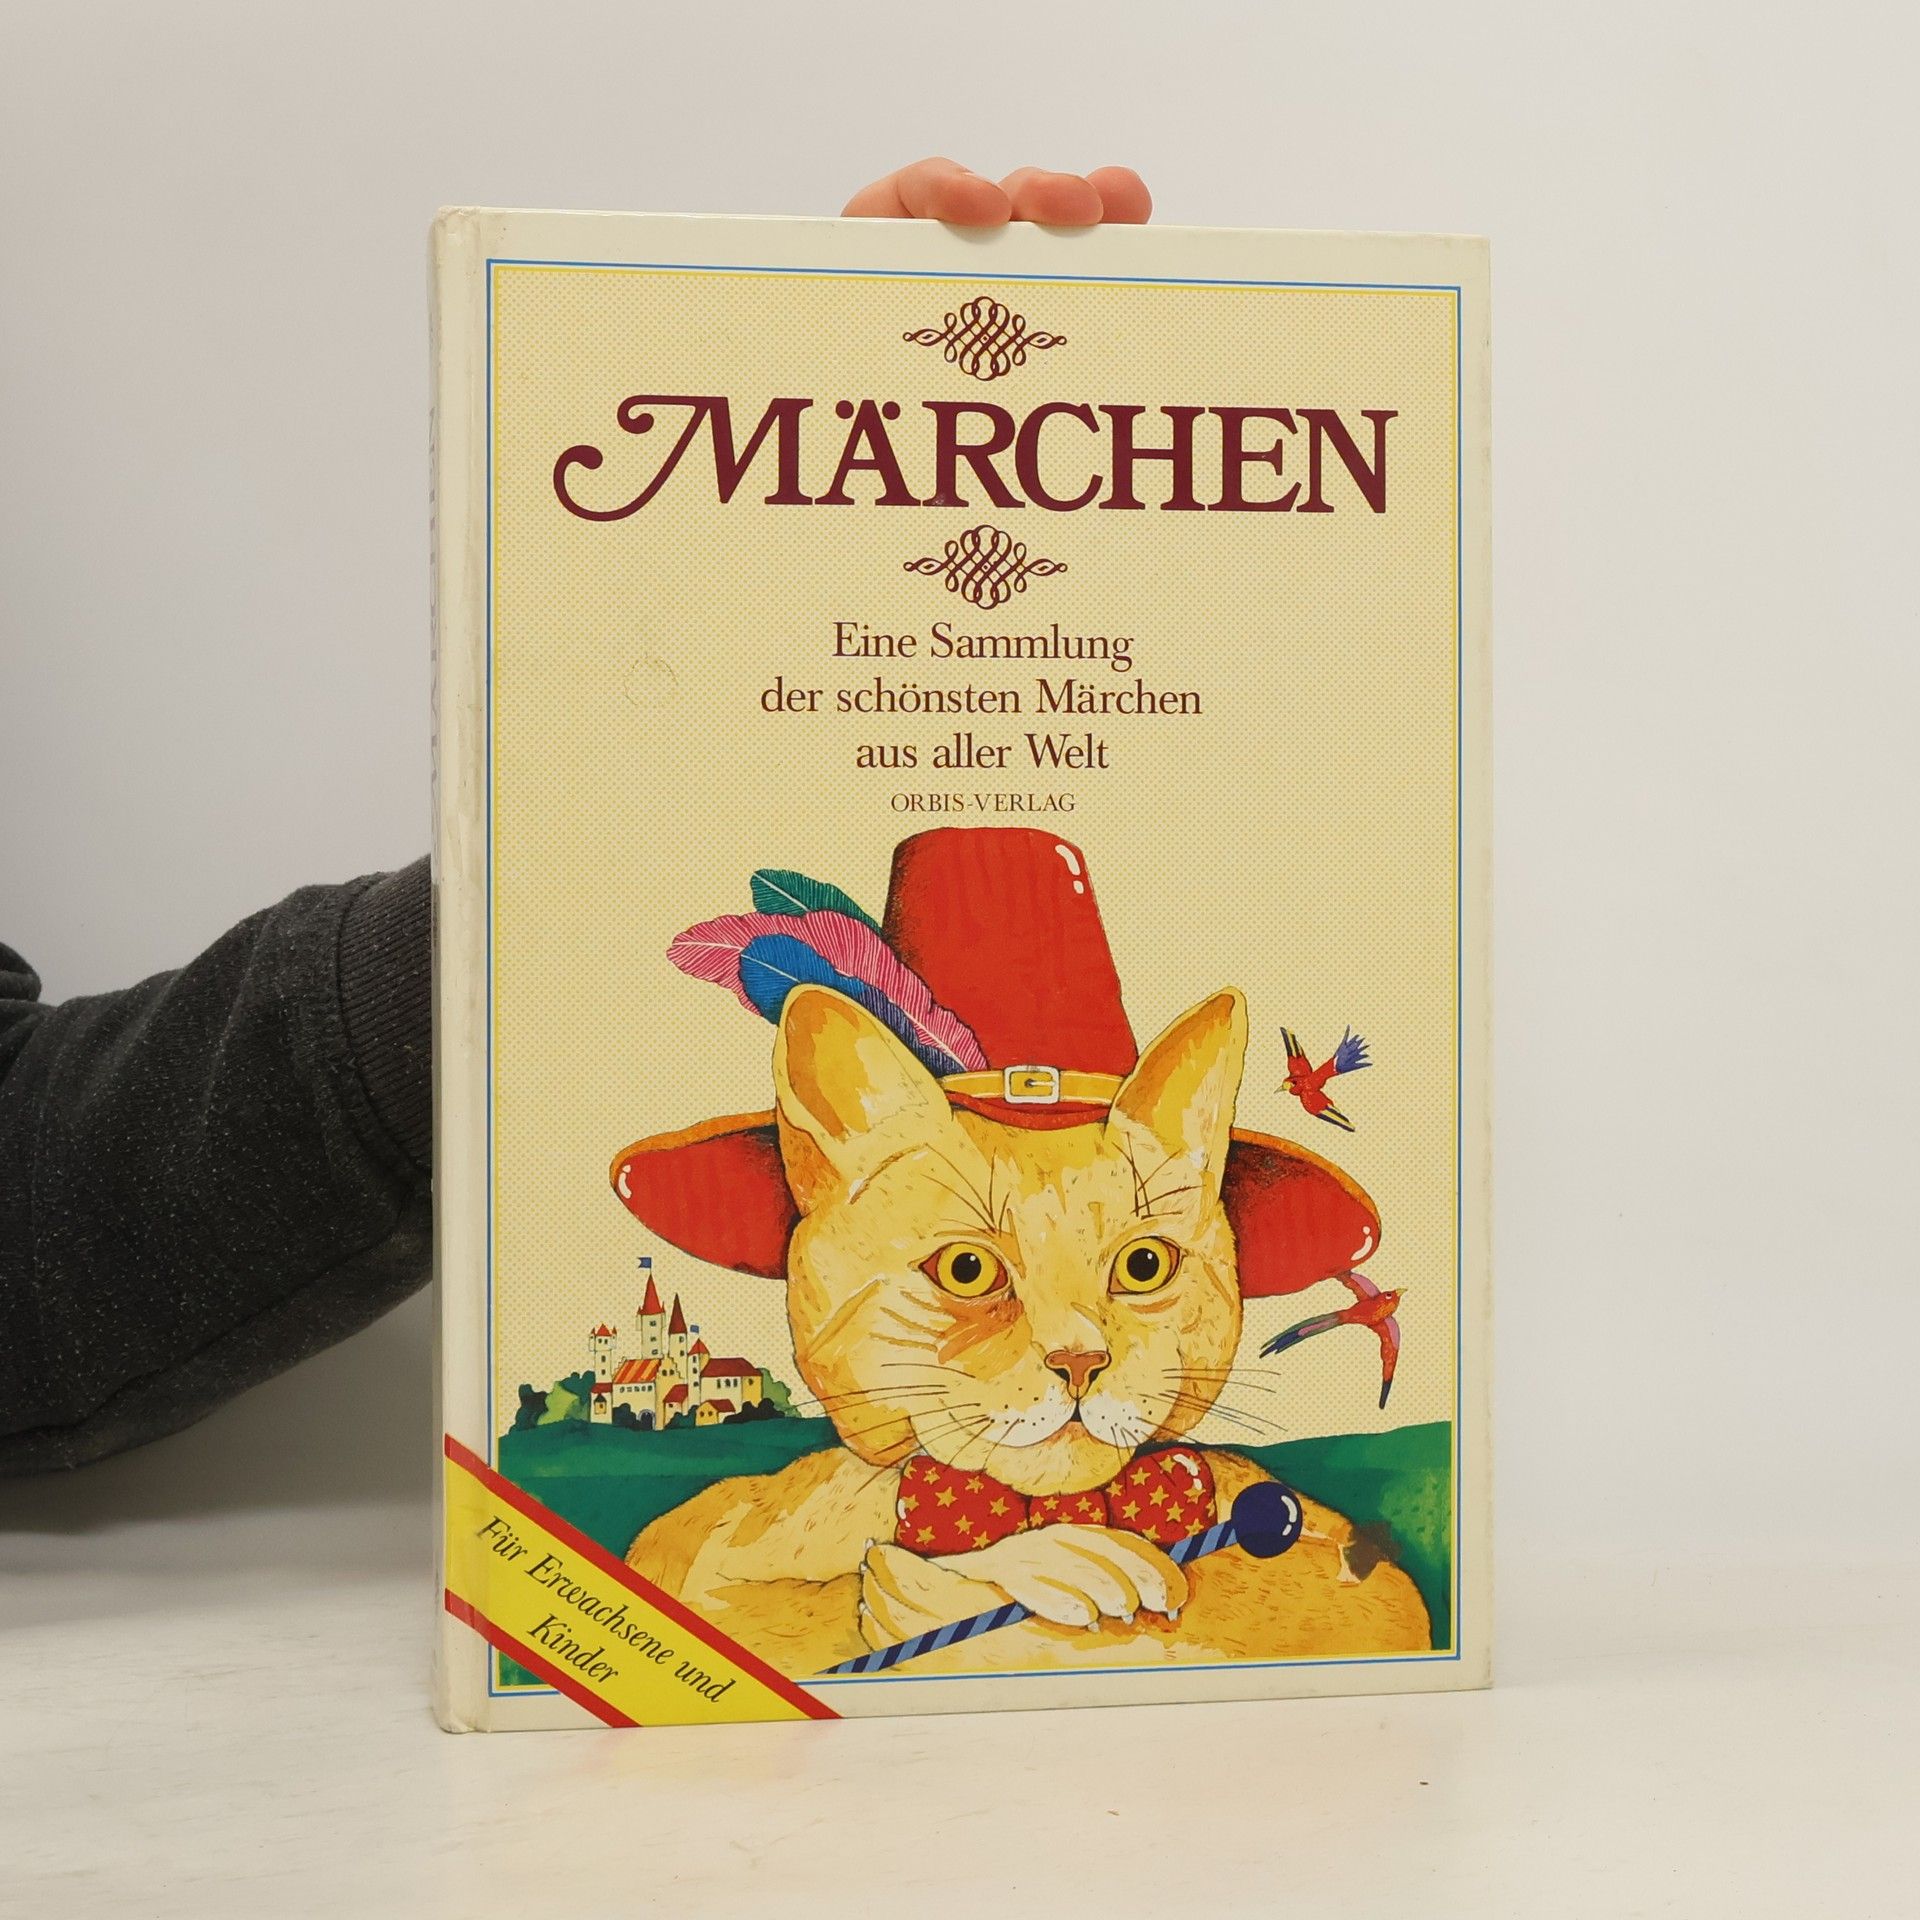 MÄRCHEN
Eine Sammlung
der schönsten Märchen
aus aller Welt
ORBIS-VERLAG
Für Erwachsene und
Kinder